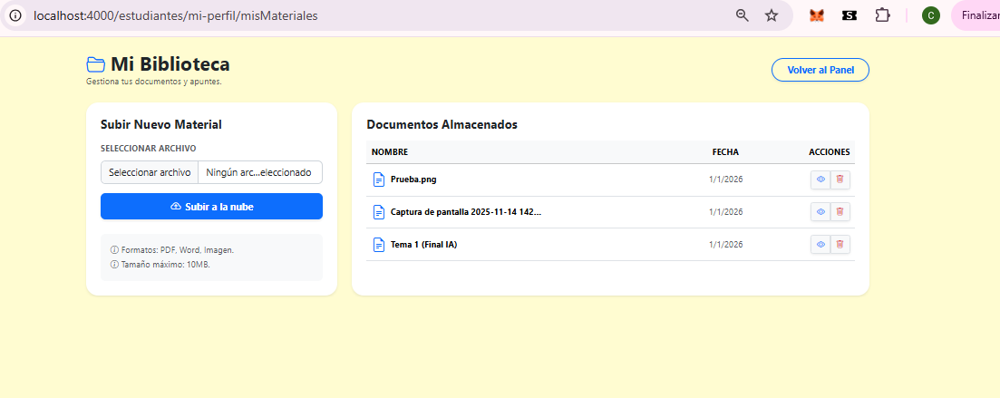 localhost:4000/estudiantes/mi-perfil/misMateriales
C
Finalizar
Mi Biblioteca
Gestiona tus documentos y apuntes.
Volver al Panel
Subir Nuevo Material
SELECCIONAR ARCHIVO
Seleccionar archivo Ningún arc...eleccionado
Subir a la nube
Formatos: PDF, Word, Imagen.
Tamaño máximo: 10MB.
Documentos Almacenados
NOMBRE FECHA ACCIONES
Prueba.png 1/1/2026
Captura de pantalla 2025-11-14 142... 1/1/2026
Tema 1 (Final IA) 1/1/2026